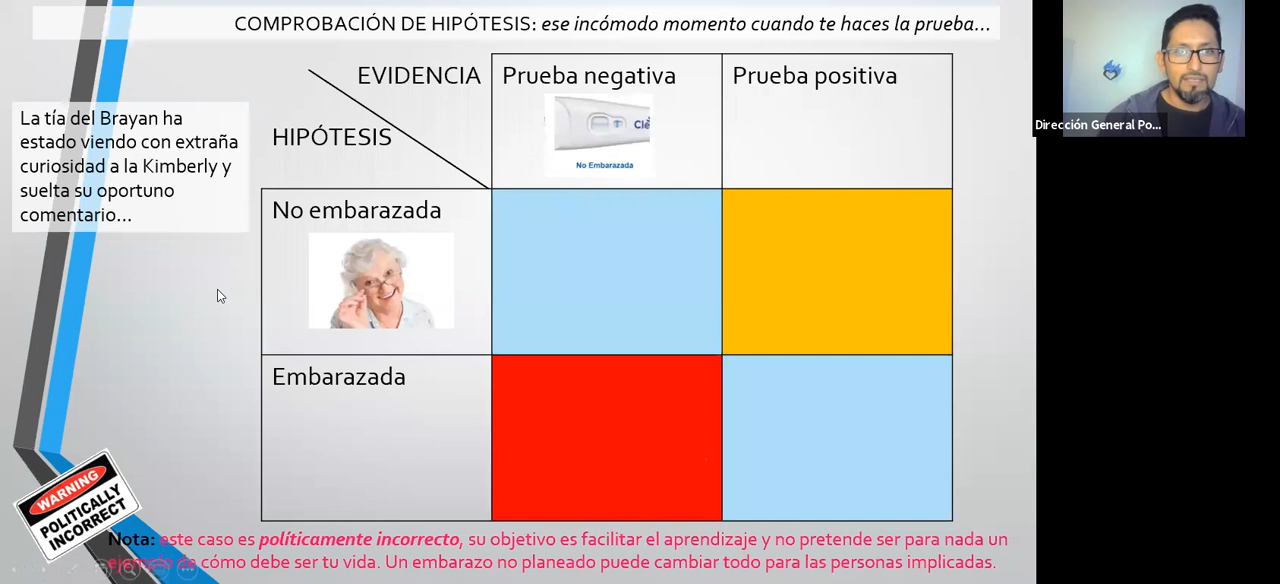 COMPROBACIÓN DE HIPÓTESIS: ese incómodo momento cuando te haces la prueba...
EVIDENCIA
HIPÓTESIS
Prueba negativa
Prueba positiva
No Embarazada
La tía del Brayan ha
estado viendo con extraña
curiosidad a la Kimberly y
suelta su oportuno
comentario...
No embarazada
Embarazada
WARNING
POLITICALLY
INCORRECT
Nota: este caso es políticamente incorrecto, su objetivo es facilitar el aprendizaje y no pretende ser para nada un
ejemplo de cómo debe ser tu vida. Un embarazo no planeado puede cambiar todo para las personas implicadas.
Dirección General Po...